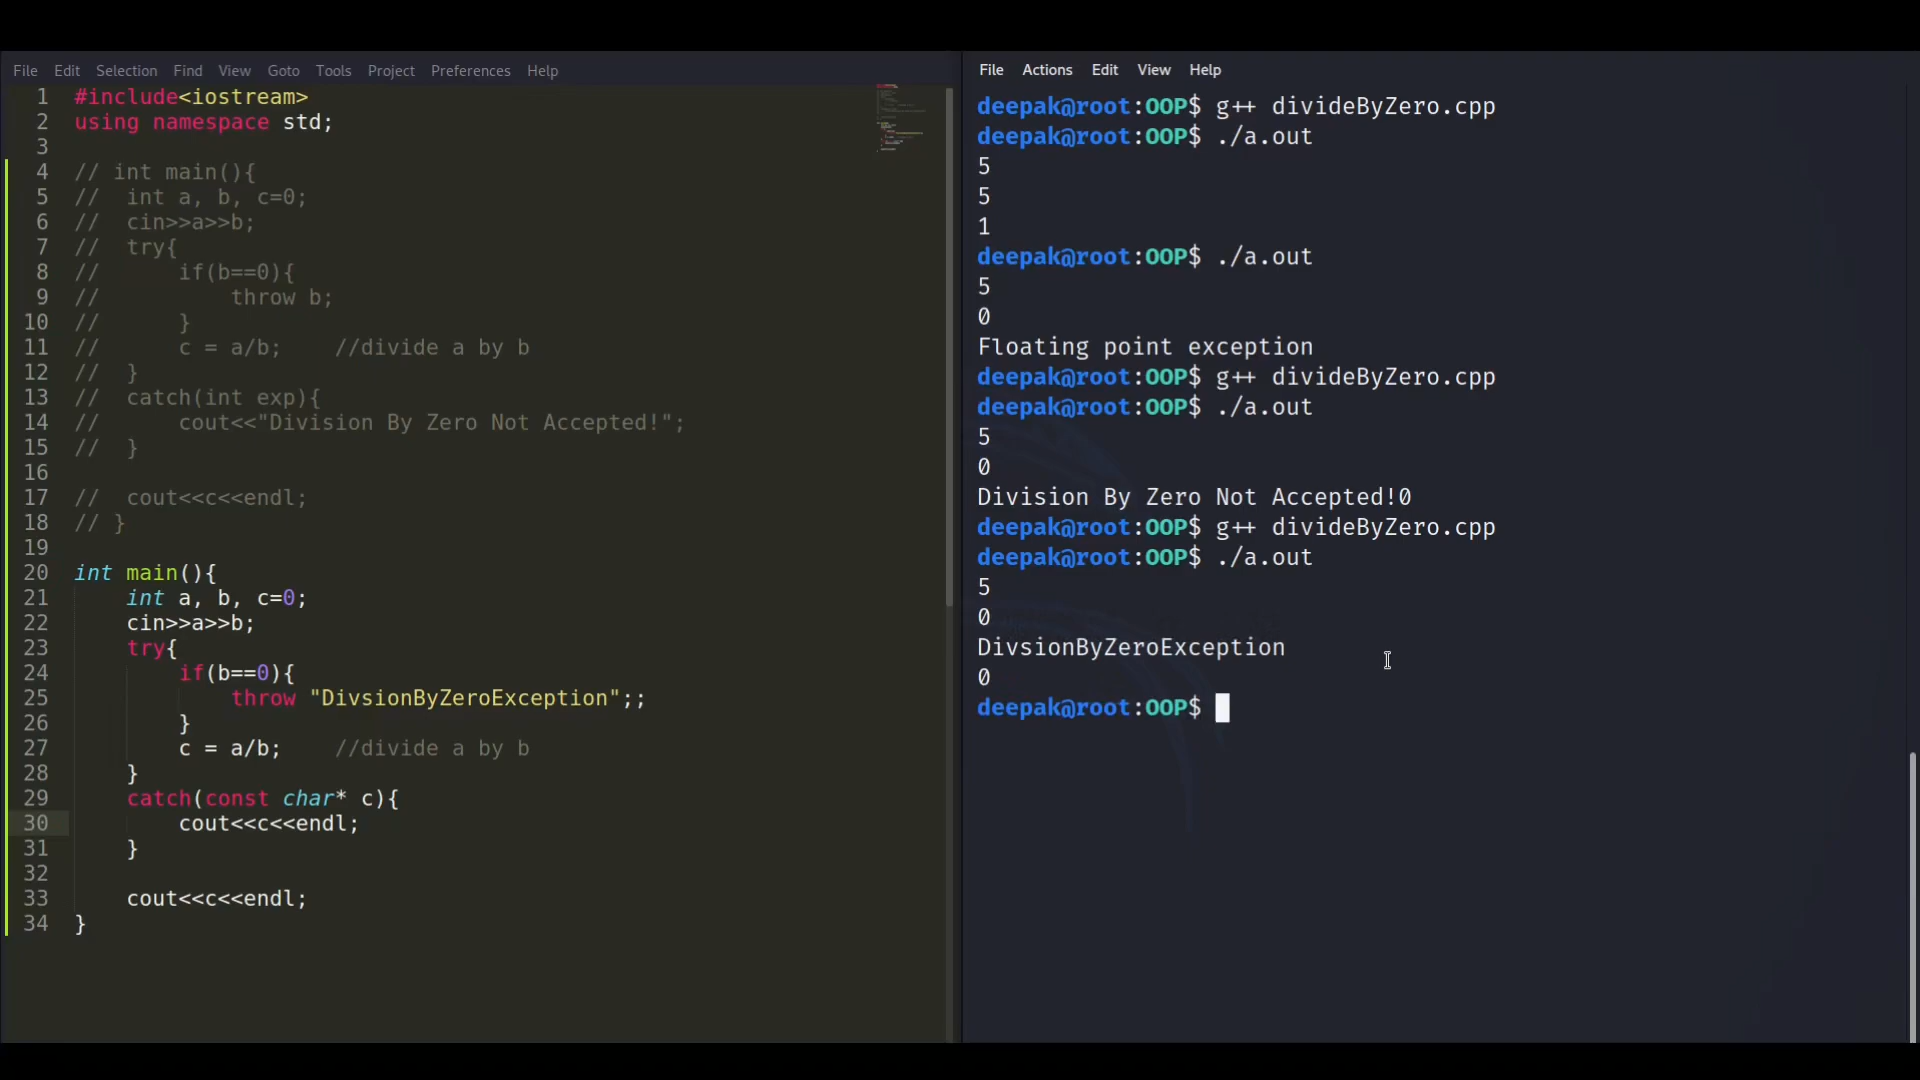 File Edit Selection Find View Goto Tools Project Preferences Help
1 #include<iostream>
2 using namespace std;
3
4 // int main(){
5 //  int a, b, c=0;
6 //  cin>>a>>b;
7 //  try{
8 //      if(b==0){
9 //          throw b;
10 //      }
11 //      c = a/b;    //divide a by b
12 //  }
13 //  catch(int exp){
14 //      cout<<"Division By Zero Not Accepted!";
15 //  }
16
17 //  cout<<c<<endl;
18 // }
19
20 int main(){
21     int a, b, c=0;
22     cin>>a>>b;
23     try{
24         if(b==0){
25             throw "DivsionByZeroException";;
26         }
27         c = a/b;    //divide a by b
28     }
29     catch(const char* c){
30         cout<<c<<endl;
31     }
32
33     cout<<c<<endl;
34 }
File Actions Edit View Help
deepak@root:OOP$ g++ divideByZero.cpp
deepak@root:OOP$ ./a.out
5
5
1
deepak@root:OOP$ ./a.out
5
0
Floating point exception
deepak@root:OOP$ g++ divideByZero.cpp
deepak@root:OOP$ ./a.out
5
0
Division By Zero Not Accepted!0
deepak@root:OOP$ g++ divideByZero.cpp
deepak@root:OOP$ ./a.out
5
0
DivsionByZeroException
0
deepak@root:OOP$